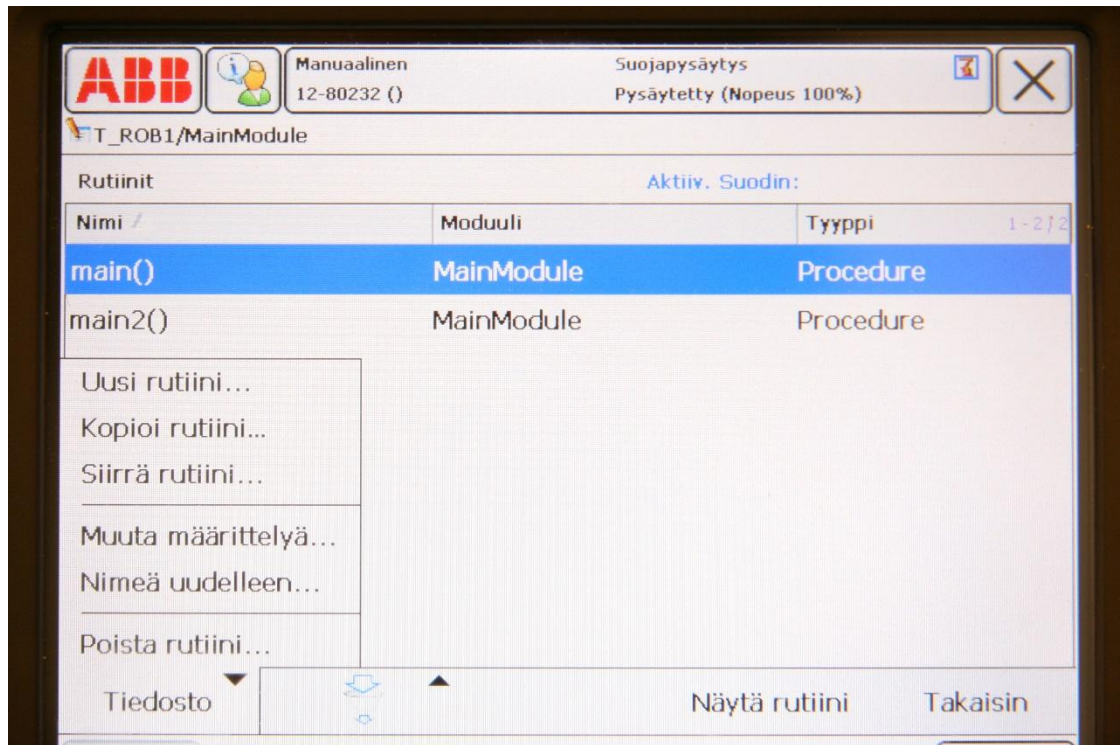 ABB
Manuaalinen
12-80232 ()
Suojapysäytys
Pysäytetty (Nopeus 100%)
T_ROB1/MainModule
Rutiinit
Aktiiv. Suodin:
Nimi / Moduuli Tyyppi 1-2/2
main() MainModule Procedure
main2() MainModule Procedure
Uusi rutiini...
Kopioi rutiini...
Siirrä rutiini...
Muuta määrittelyä...
Nimeä uudelleen...
Poista rutiini...
Tiedosto Näytä rutiini Takaisin